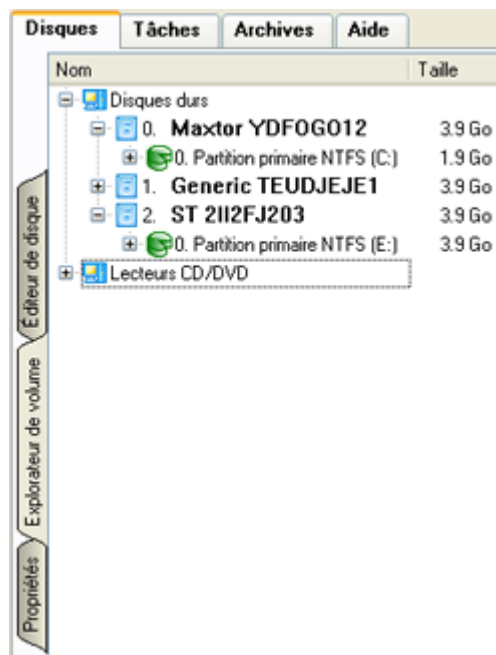 Disques Tâches Archives Aide
Nom Taille
Disques durs
0. Maxtor YDFOGO12 3.9 Go
0. Partition primaire NTFS (C:) 1.9 Go
1. Generic TEUDJEJE1 3.9 Go
2. ST 2II2FJ203 3.9 Go
0. Partition primaire NTFS (E:) 3.9 Go
Lecteurs CD/DVD
Éditeur de disque
Explorateur de volume
Propriétés